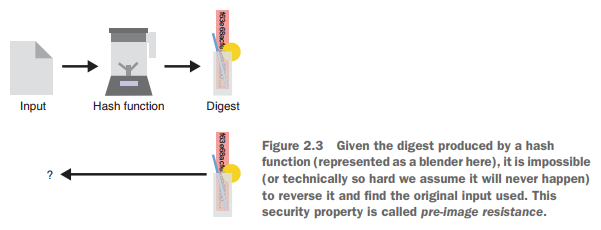 Input
Hash function
Digest
?
Figure 2.3 Given the digest produced by a hash
function (represented as a blender here), it is impossible
(or technically so hard we assume it will never happen)
to reverse it and find the original input used. This
security property is called pre-image resistance.